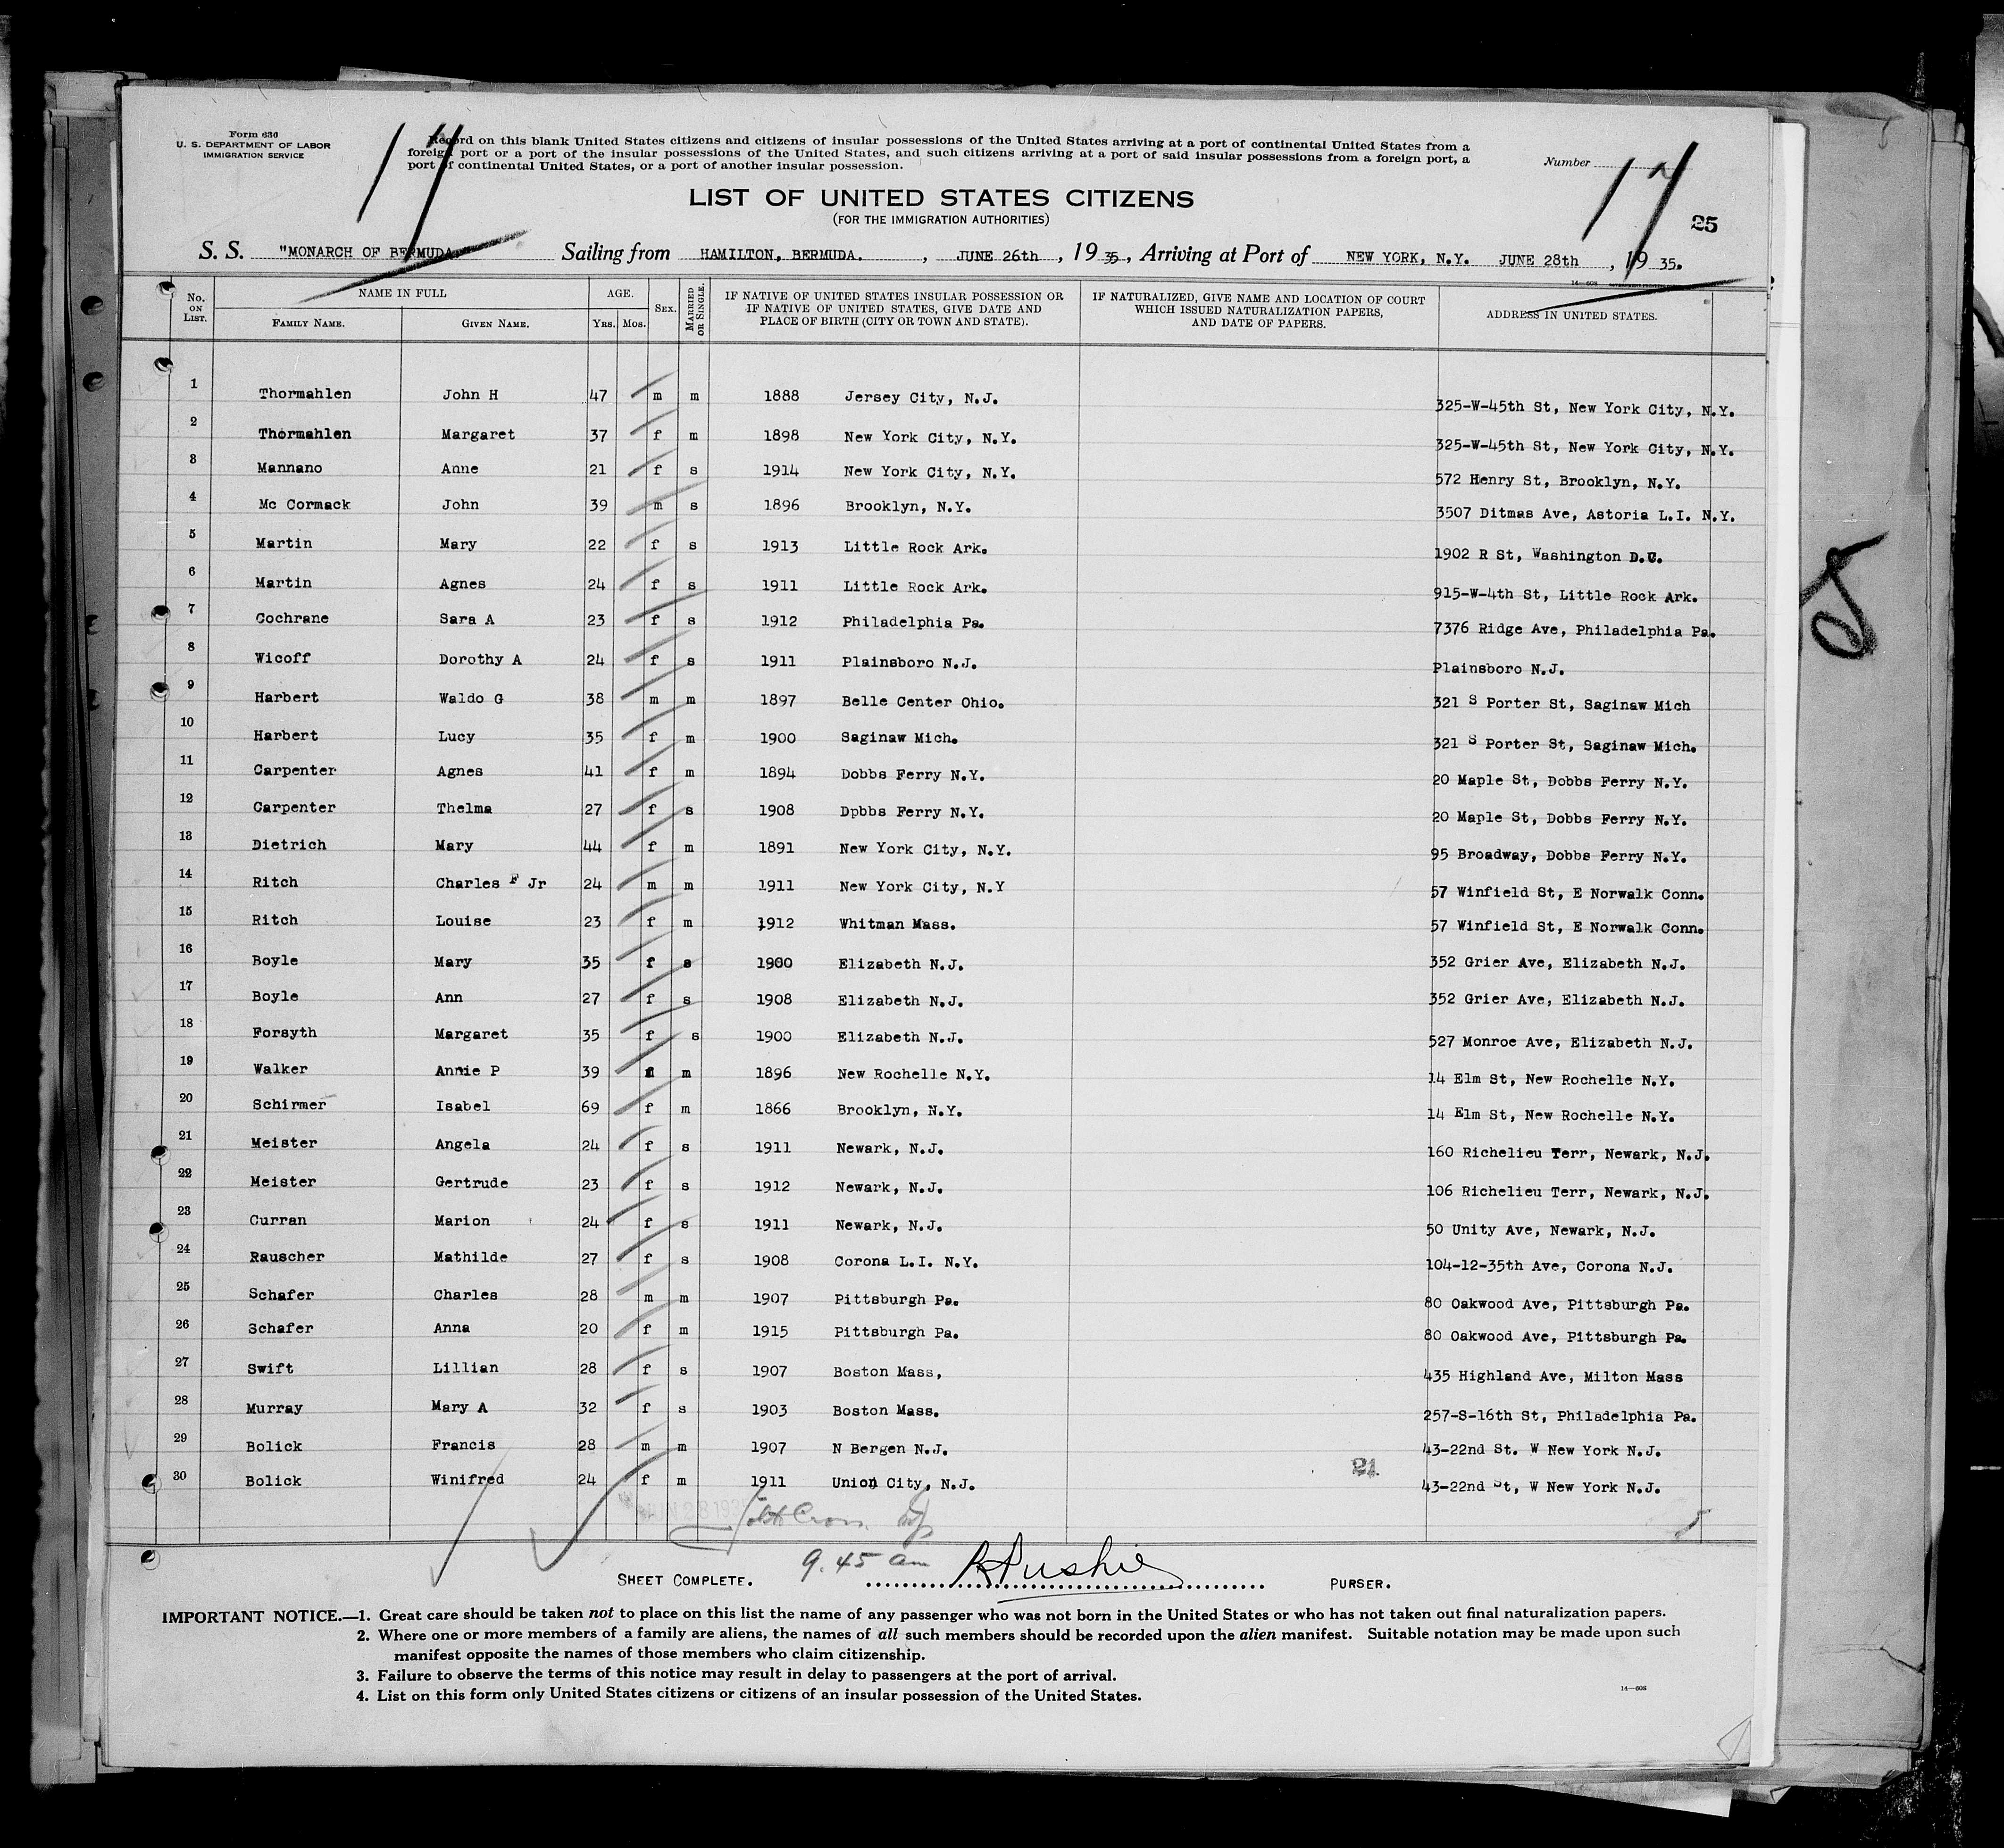 Form 630
U. S. DEPARTMENT OF LABOR
IMMIGRATION SERVICE
Record on this blank United States citizens and citizens of insular possessions of the United States arriving at a port of continental United States from a
foreign port or a port of the insular possessions of the United States, and such citizens arriving at a port of said insular possessions from a foreign port, a
port of continental United States, or a port of another insular possession.
Number
LIST OF UNITED STATES CITIZENS
(FOR THE IMMIGRATION AUTHORITIES)
25
S. S. "MONARCH OF BERMUDA" Sailing from HAMILTON, BERMUDA. , JUNE 26th , 19 35 , Arriving at Port of NEW YORK, N.Y. JUNE 28th , 19 35.
14—608
No. ON LIST. NAME IN FULL FAMILY NAME. GIVEN NAME. AGE. YRS. MOS. SEX. MARRIED OR SINGLE. IF NATIVE OF UNITED STATES INSULAR POSSESSION OR IF NATIVE OF UNITED STATES, GIVE DATE AND PLACE OF BIRTH (CITY OR TOWN AND STATE). IF NATURALIZED, GIVE NAME AND LOCATION OF COURT WHICH ISSUED NATURALIZATION PAPERS, AND DATE OF PAPERS. ADDRESS IN UNITED STATES.
1 Thormahlen John H 47 m m 1888 Jersey City, N.J. 325-W-45th St, New York City, N.Y.
2 Thormahlen Margaret 37 f m 1898 New York City, N.Y. 325-W-45th St, New York City, N.Y.
3 Mannano Anne 21 f s 1914 New York City, N.Y. 572 Henry St, Brooklyn, N.Y.
4 Mc Cormack John 39 m s 1896 Brooklyn, N.Y. 3507 Ditmas Ave, Astoria L.I. N.Y.
5 Martin Mary 22 f s 1913 Little Rock Ark. 1902 R St, Washington D.C.
6 Martin Agnes 24 f s 1911 Little Rock Ark. 915-W-4th St, Little Rock Ark.
7 Cochrane Sara A 23 f s 1912 Philadelphia Pa. 7376 Ridge Ave, Philadelphia Pa.
8 Wicoff Dorothy A 24 f s 1911 Plainsboro N.J. Plainsboro N.J.
9 Harbert Waldo G 38 m m 1897 Belle Center Ohio. 321 S Porter St, Saginaw Mich
10 Harbert Lucy 35 f m 1900 Saginaw Mich. 321 S Porter St, Saginaw Mich.
11 Carpenter Agnes 41 f m 1894 Dobbs Ferry N.Y. 20 Maple St, Dobbs Ferry N.Y.
12 Carpenter Thelma 27 f s 1908 Dpbbs Ferry N.Y. 20 Maple St, Dobbs Ferry N.Y.
13 Dietrich Mary 44 f m 1891 New York City, N.Y. 95 Broadway, Dobbs Ferry N.Y.
14 Ritch Charles F Jr 24 m m 1911 New York City, N.Y 57 Winfield St, E Norwalk Conn.
15 Ritch Louise 23 f m 1912 Whitman Mass. 57 Winfield St, E Norwalk Conn.
16 Boyle Mary 35 f s 1900 Elizabeth N.J. 352 Grier Ave, Elizabeth N.J.
17 Boyle Ann 27 f s 1908 Elizabeth N.J. 352 Grier Ave, Elizabeth N.J.
18 Forsyth Margaret 35 f s 1900 Elizabeth N.J. 527 Monroe Ave, Elizabeth N.J.
19 Walker Annie P 39 f m 1896 New Rochelle N.Y. 14 Elm St, New Rochelle N.Y.
20 Schirmer Isabel 69 f m 1866 Brooklyn, N.Y. 14 Elm St, New Rochelle N.Y.
21 Meister Angela 24 f s 1911 Newark, N.J. 160 Richelieu Terr, Newark, N.J.
22 Meister Gertrude 23 f s 1912 Newark, N.J. 106 Richelieu Terr, Newark, N.J.
23 Curran Marion 24 f s 1911 Newark, N.J. 50 Unity Ave, Newark, N.J.
24 Rauscher Mathilde 27 f s 1908 Corona L.I. N.Y. 104-12-35th Ave, Corona N.J.
25 Schafer Charles 28 m m 1907 Pittsburgh Pa. 80 Oakwood Ave, Pittsburgh Pa.
26 Schafer Anna 20 f m 1915 Pittsburgh Pa. 80 Oakwood Ave, Pittsburgh Pa.
27 Swift Lillian 28 f s 1907 Boston Mass, 435 Highland Ave, Milton Mass
28 Murray Mary A 32 f s 1903 Boston Mass. 257-S-16th St, Philadelphia Pa.
29 Bolick Francis 28 m m 1907 N Bergen N.J. 43-22nd St. W New York N.J.
30 Bolick Winifred 24 f m 1911 Union City, N.J. 43-22nd St, W New York N.J.
21
9.45 am
SHEET COMPLETE. PURSER.
IMPORTANT NOTICE.—1. Great care should be taken not to place on this list the name of any passenger who was not born in the United States or who has not taken out final naturalization papers.
2. Where one or more members of a family are aliens, the names of all such members should be recorded upon the alien manifest. Suitable notation may be made upon such
manifest opposite the names of those members who claim citizenship.
3. Failure to observe the terms of this notice may result in delay to passengers at the port of arrival.
4. List on this form only United States citizens or citizens of an insular possession of the United States.
14—608